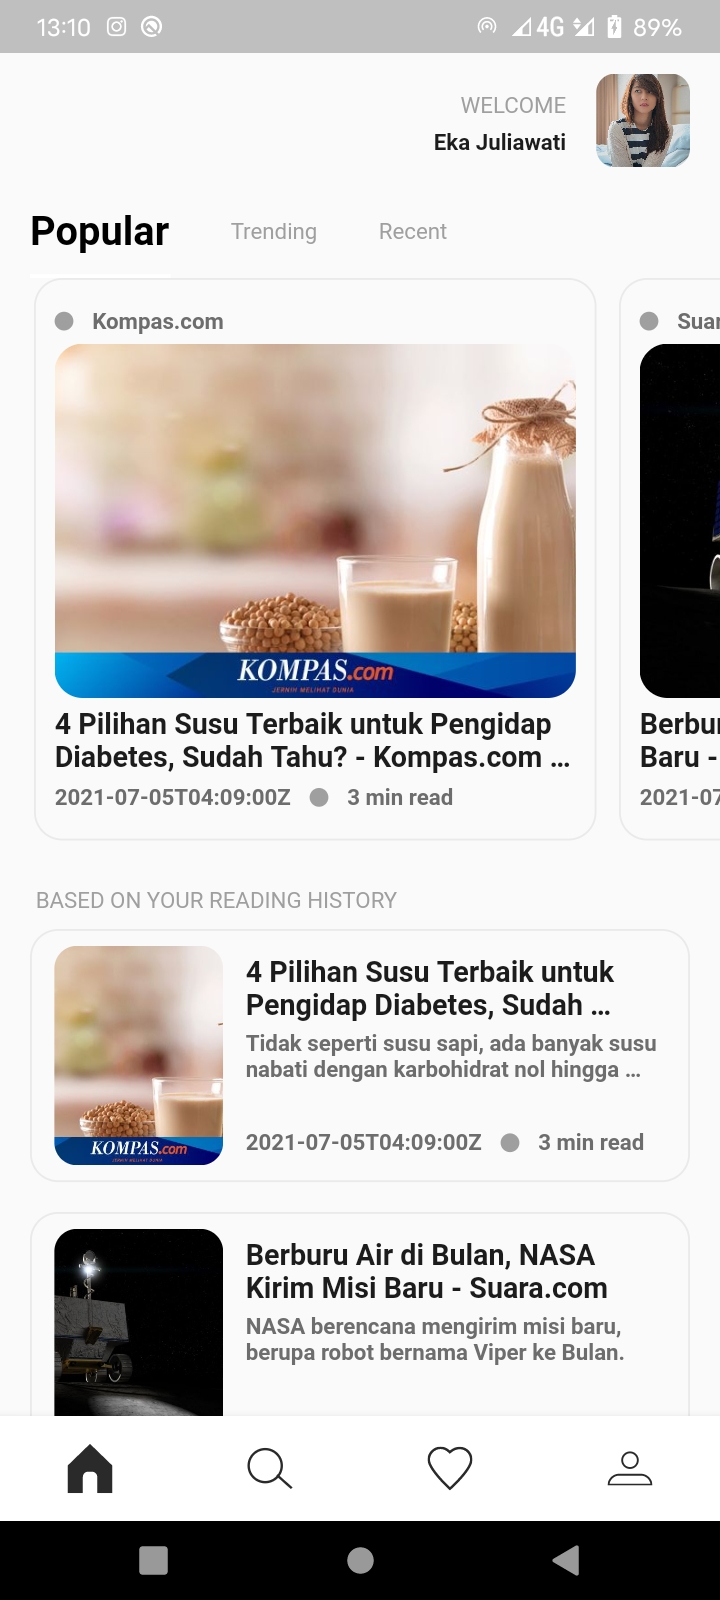 13:10
4G
89%
WELCOME
Eka Juliawati
Popular
Trending
Recent
Kompas.com
KOMPAS.com
JERNIH MELIHAT DUNIA
4 Pilihan Susu Terbaik untuk Pengidap
Diabetes, Sudah Tahu? - Kompas.com ...
2021-07-05T04:09:00Z
3 min read
Suar
Berbur
Baru -
2021-07
BASED ON YOUR READING HISTORY
KOMPAS.com
4 Pilihan Susu Terbaik untuk
Pengidap Diabetes, Sudah ...
Tidak seperti susu sapi, ada banyak susu
nabati dengan karbohidrat nol hingga ...
2021-07-05T04:09:00Z
3 min read
Berburu Air di Bulan, NASA
Kirim Misi Baru - Suara.com
NASA berencana mengirim misi baru,
berupa robot bernama Viper ke Bulan.